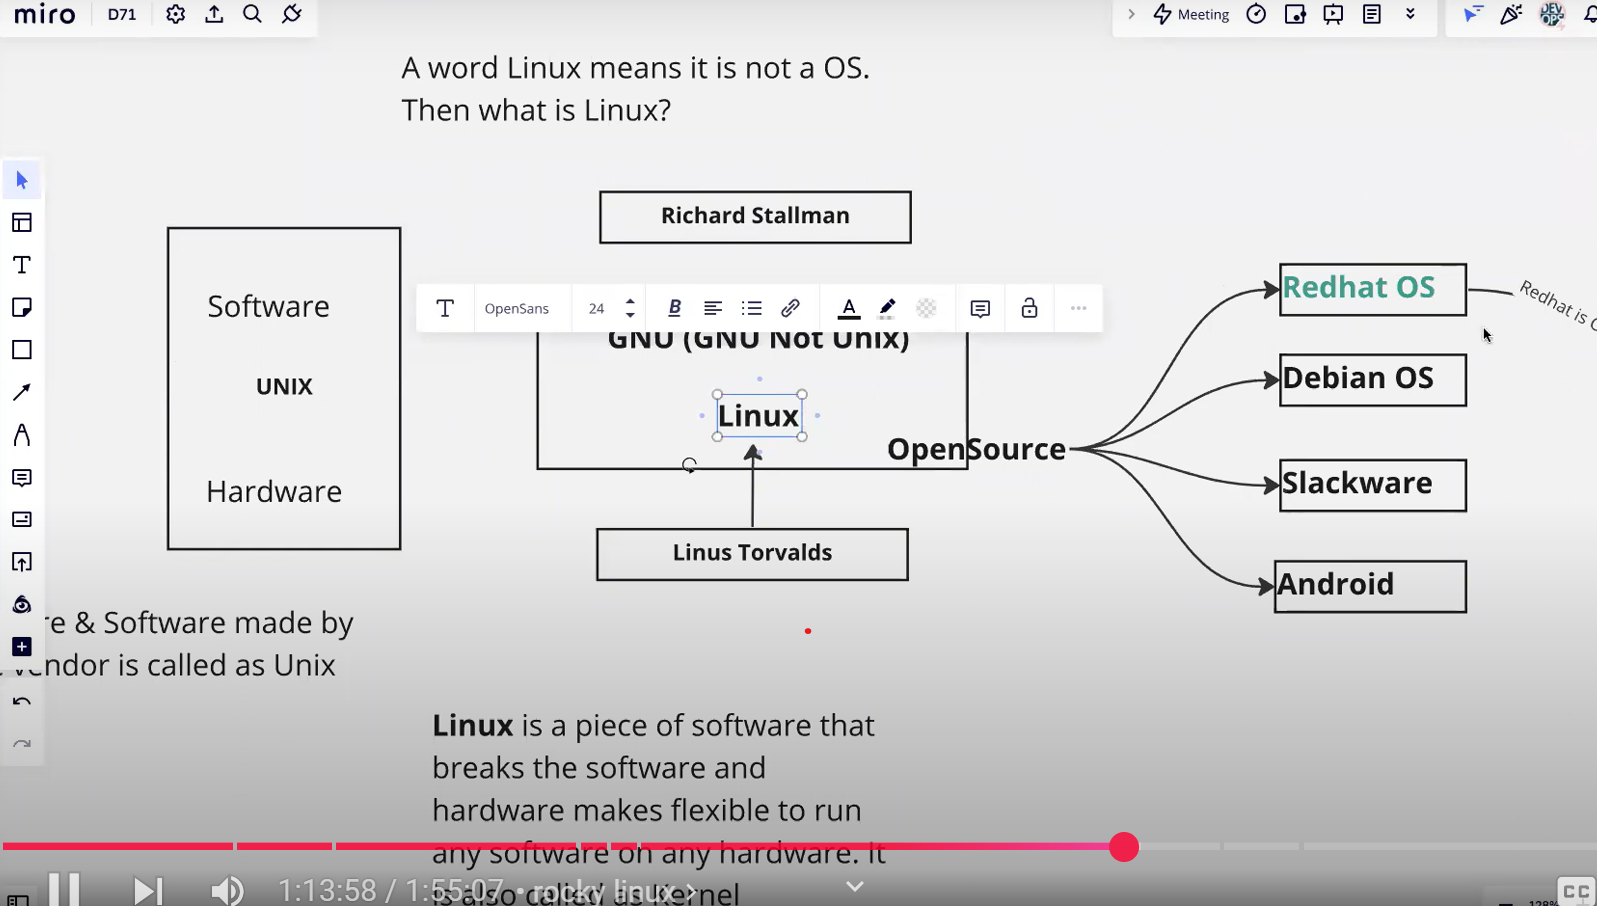 miro D71 Meeting
A word Linux means it is not a OS.
Then what is Linux?
Richard Stallman
OpenSans 24 B A
GNU (GNU Not Unix)
Linux
OpenSource
Linus Torvalds
Software
UNIX
Hardware
Redhat OS
Redhat is
Debian OS
Slackware
Android
re & Software made by
vendor is called as Unix
Linux is a piece of software that
breaks the software and
hardware makes flexible to run
any software on any hardware. It
is also called as Kernel
1:13:58 / 1:55:07 • rocky linux >
CC
128%